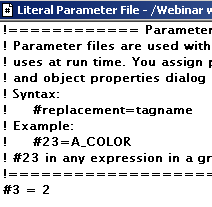 Literal Parameter File - /Webinar w
!============ Parameter
! Parameter files are used with
! uses at run time. You assign p
! and object properties dialog
! Syntax:
!     #replacement=tagname
! Example:
!     #23=A_COLOR
! #23 in any expression in a gr
!====================
#3 = 2